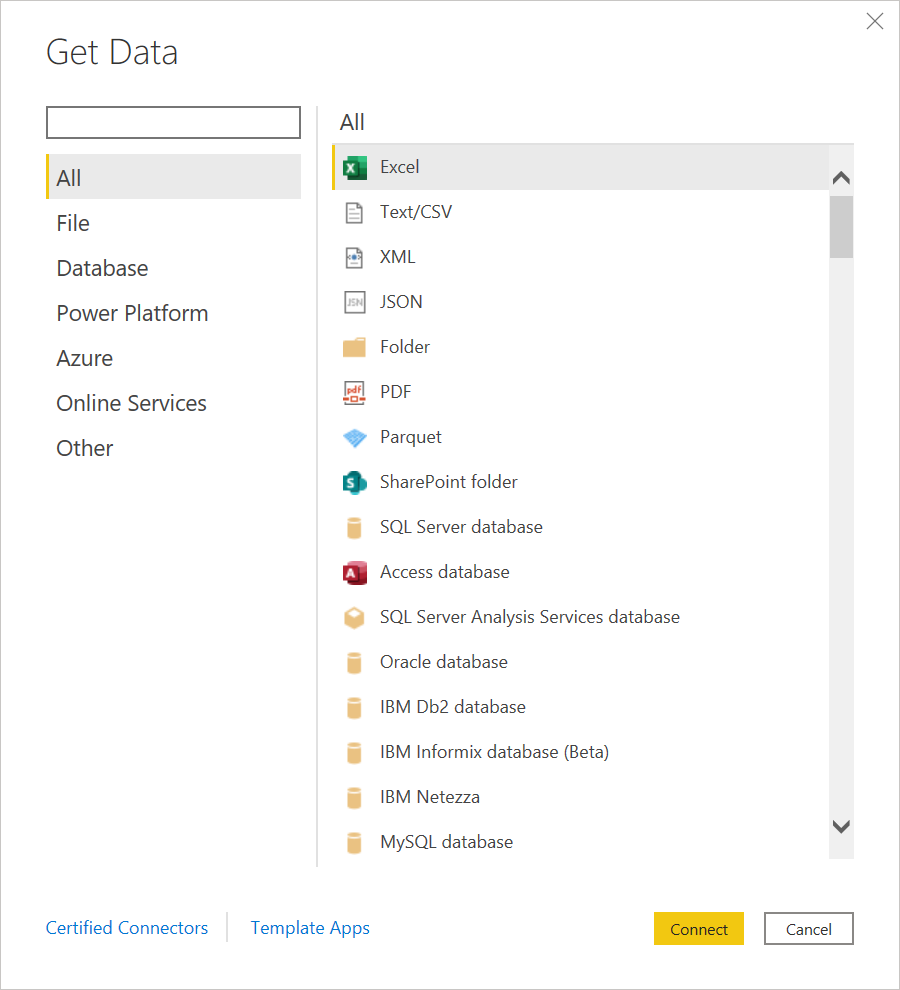 Get Data
All
File
Database
Power Platform
Azure
Online Services
Other
All
Excel
Text/CSV
XML
JSN
JSON
Folder
pdf
PDF
Parquet
S
SharePoint folder
SQL Server database
A
Access database
SQL Server Analysis Services database
Oracle database
IBM Db2 database
IBM Informix database (Beta)
IBM Netezza
MySQL database
Certified Connectors
Template Apps
Connect
Cancel